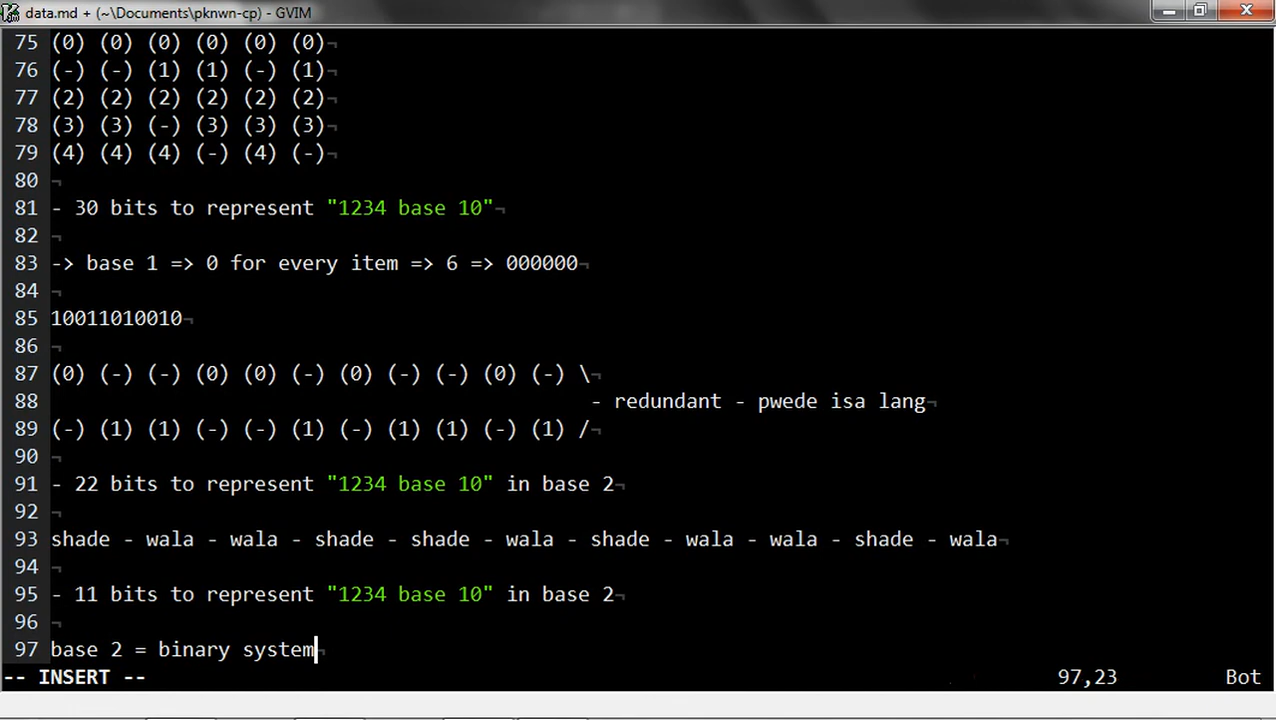 data.md + (~\Documents\pknwn-cp) - GVIM
75 (0) (0) (0) (0) (0) (0)¬
76 (-) (-) (1) (1) (-) (1)¬
77 (2) (2) (2) (2) (2) (2)¬
78 (3) (3) (-) (3) (3) (3)¬
79 (4) (4) (4) (-) (4) (-)¬
80 ¬
81 - 30 bits to represent "1234 base 10"¬
82 ¬
83 -> base 1 => 0 for every item => 6 => 000000¬
84 ¬
85 10011010010¬
86 ¬
87 (0) (-) (-) (0) (0) (-) (0) (-) (-) (0) (-) \¬
88 - redundant - pwede isa lang¬
89 (-) (1) (1) (-) (-) (1) (-) (1) (1) (-) (1) /¬
90 ¬
91 - 22 bits to represent "1234 base 10" in base 2¬
92 ¬
93 shade - wala - wala - shade - shade - wala - shade - wala - wala - shade - wala¬
94 ¬
95 - 11 bits to represent "1234 base 10" in base 2¬
96 ¬
97 base 2 = binary system¬
-- INSERT -- 97,23 Bot